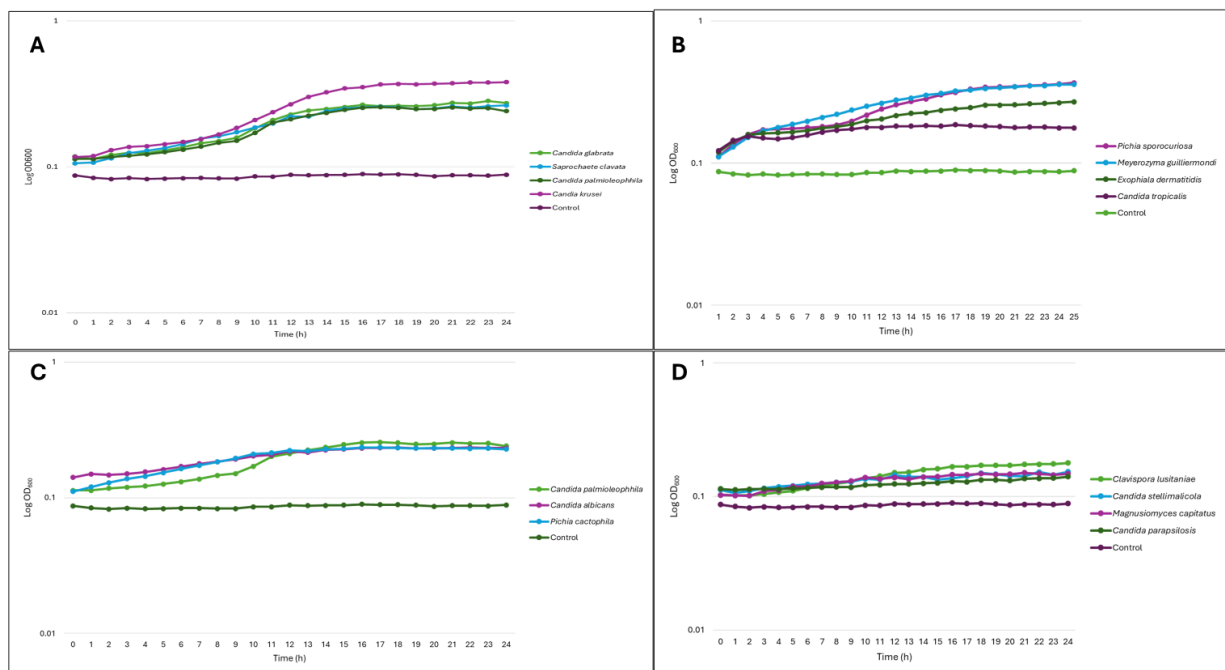 A
1
0.1
0.01
Log OD600
0 1 2 3 4 5 6 7 8 9 10 11 12 13 14 15 16 17 18 19 20 21 22 23 24
Time (h)
Candida glabrata
Saprochaete clavata
Candida palmioleophhila
Candia krusei
Control
B
1
0.1
0.01
Log OD600
1 2 3 4 5 6 7 8 9 10 11 12 13 14 15 16 17 18 19 20 21 22 23 24 25
Time (h)
Pichia sporocuriosa
Meyerozyma guilliermondi
Exophiala dermatitidis
Candida tropicalis
Control
C
1
0.1
0.01
Log OD600
0 1 2 3 4 5 6 7 8 9 10 11 12 13 14 15 16 17 18 19 20 21 22 23 24
Time (h)
Candida palmioleophhila
Candida albicans
Pichia cactophila
Control
D
1
0.1
0.01
Log OD600
0 1 2 3 4 5 6 7 8 9 10 11 12 13 14 15 16 17 18 19 20 21 22 23 24
Time (h)
Clavispora lusitaniae
Candida stellimalicola
Magnusiomyces capitatus
Candida parapsilosis
Control